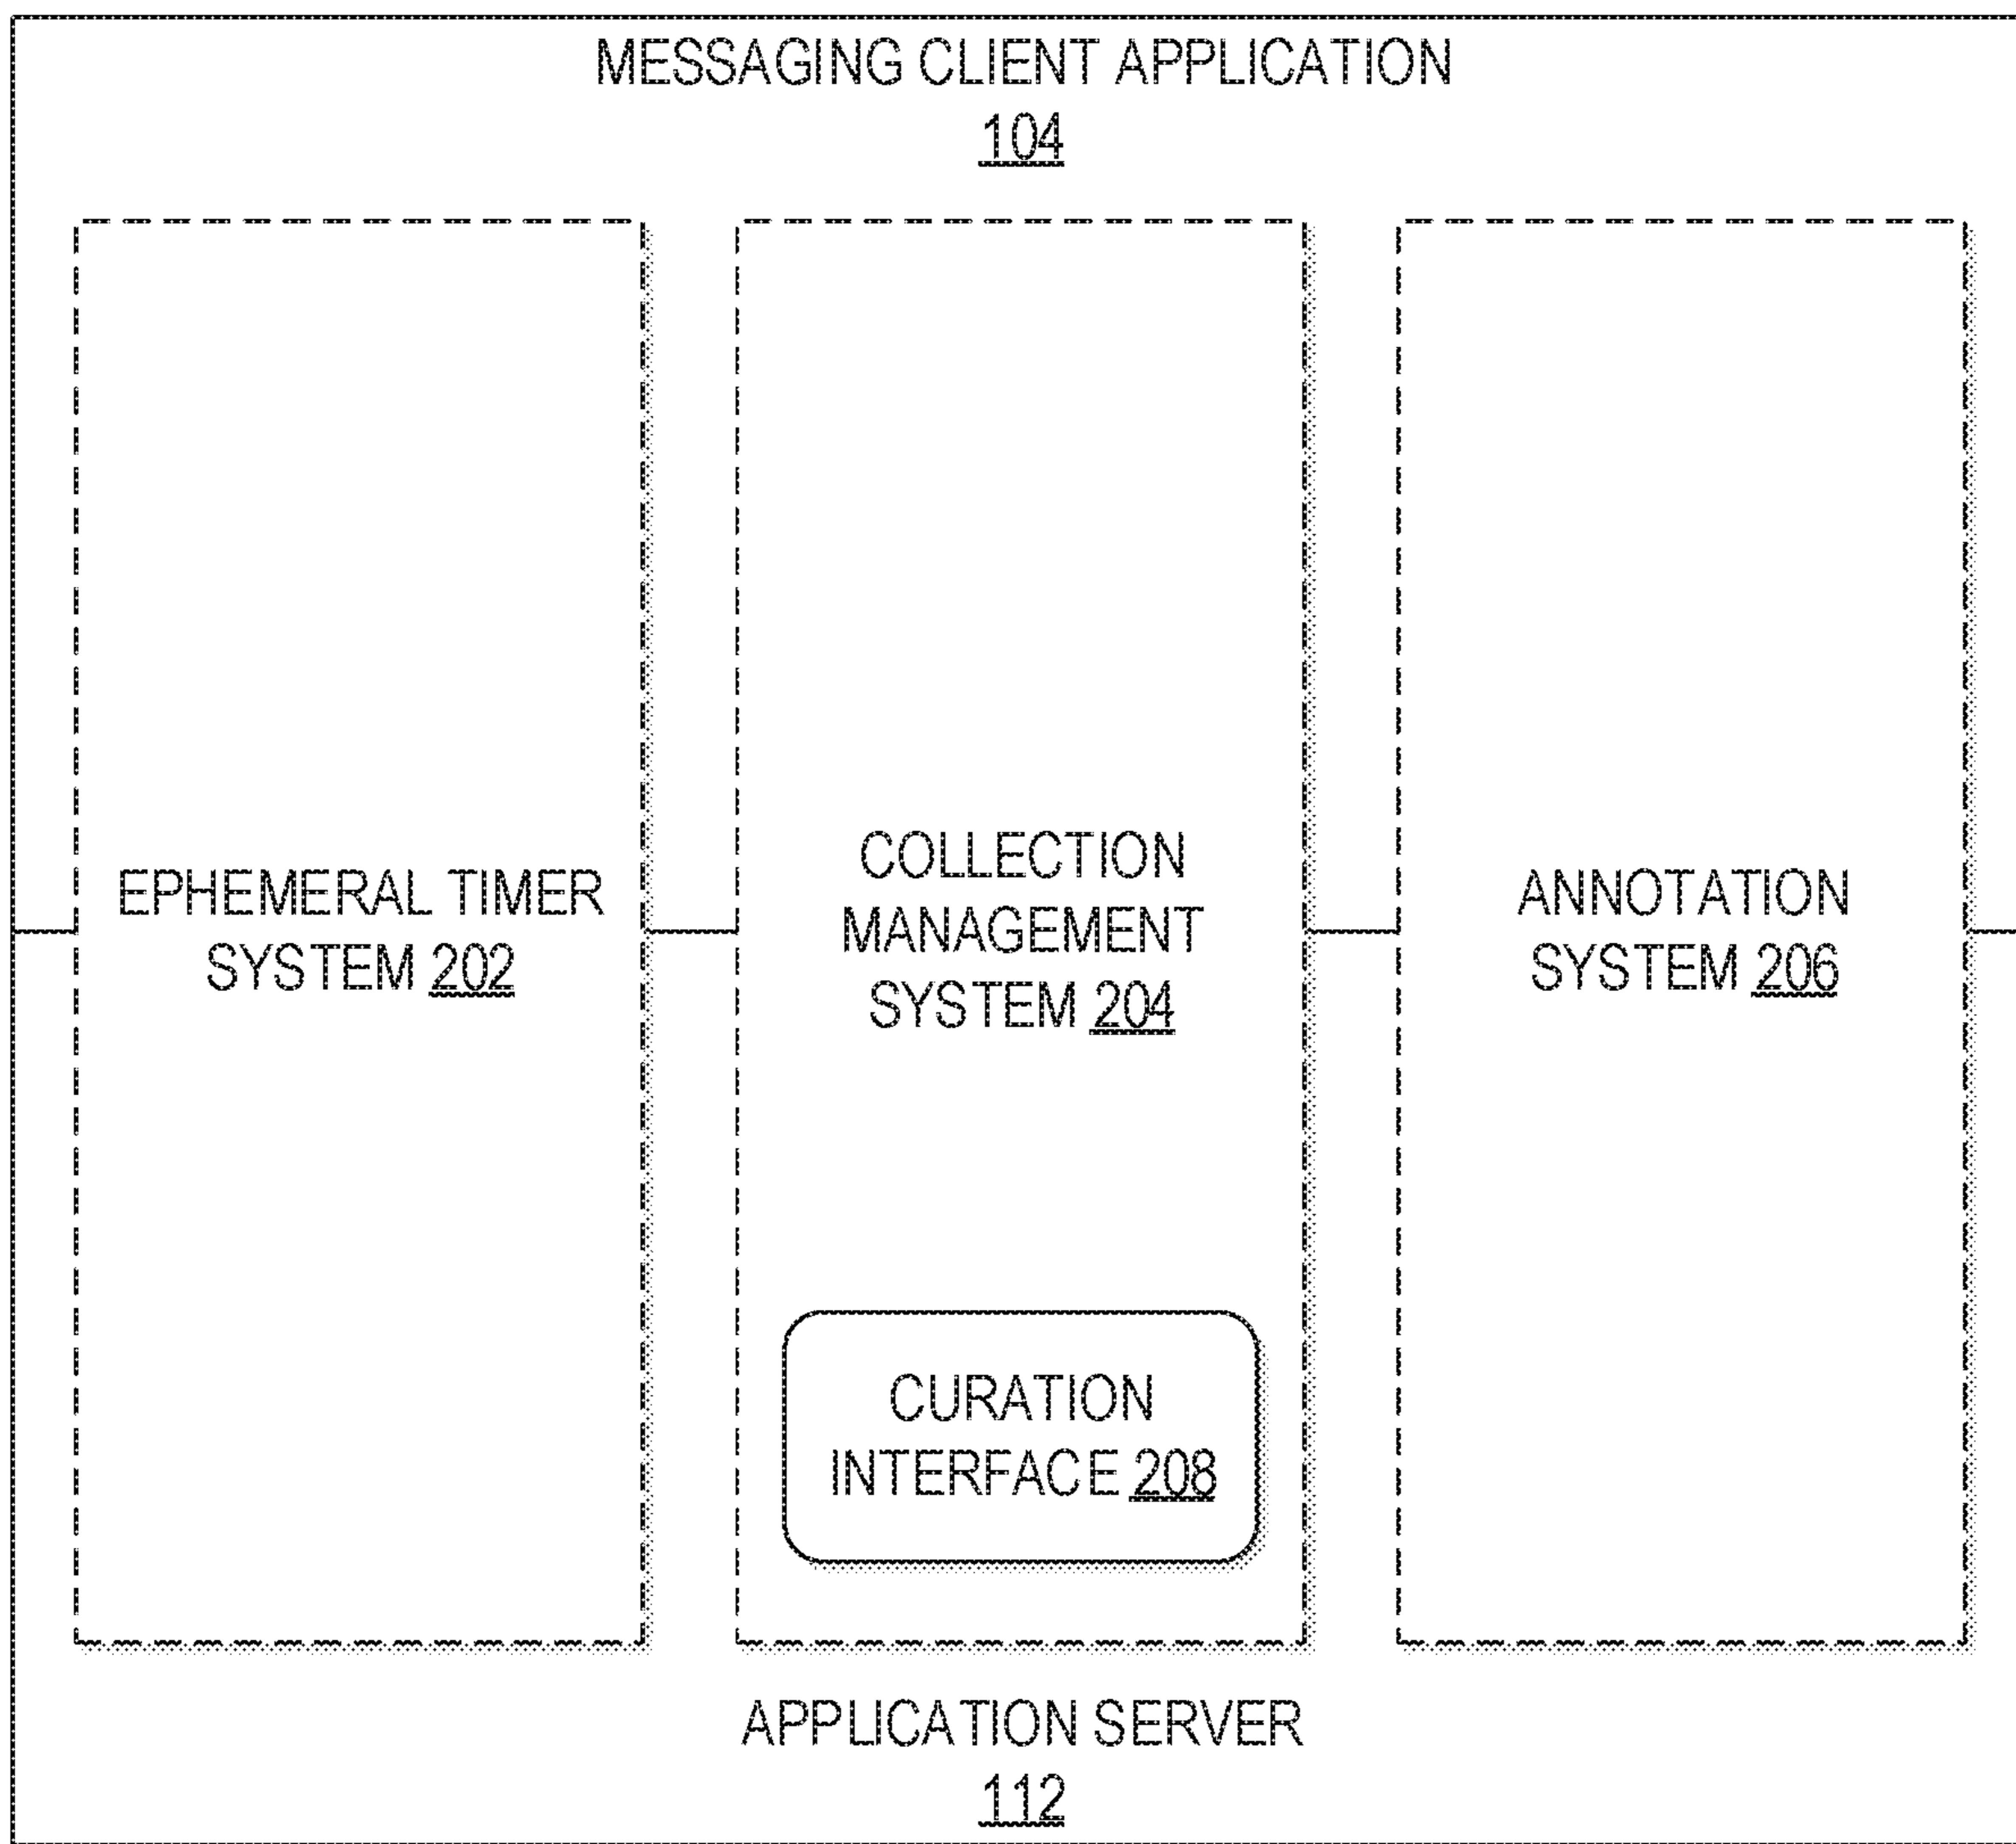 MESSAGING CLIENT APPLICATION
104
EPHEMERAL TIMER
SYSTEM 202
COLLECTION
MANAGEMENT
SYSTEM 204
ANNOTATION
SYSTEM 206
CURATION
INTERFACE 208
APPLICATION SERVER
112